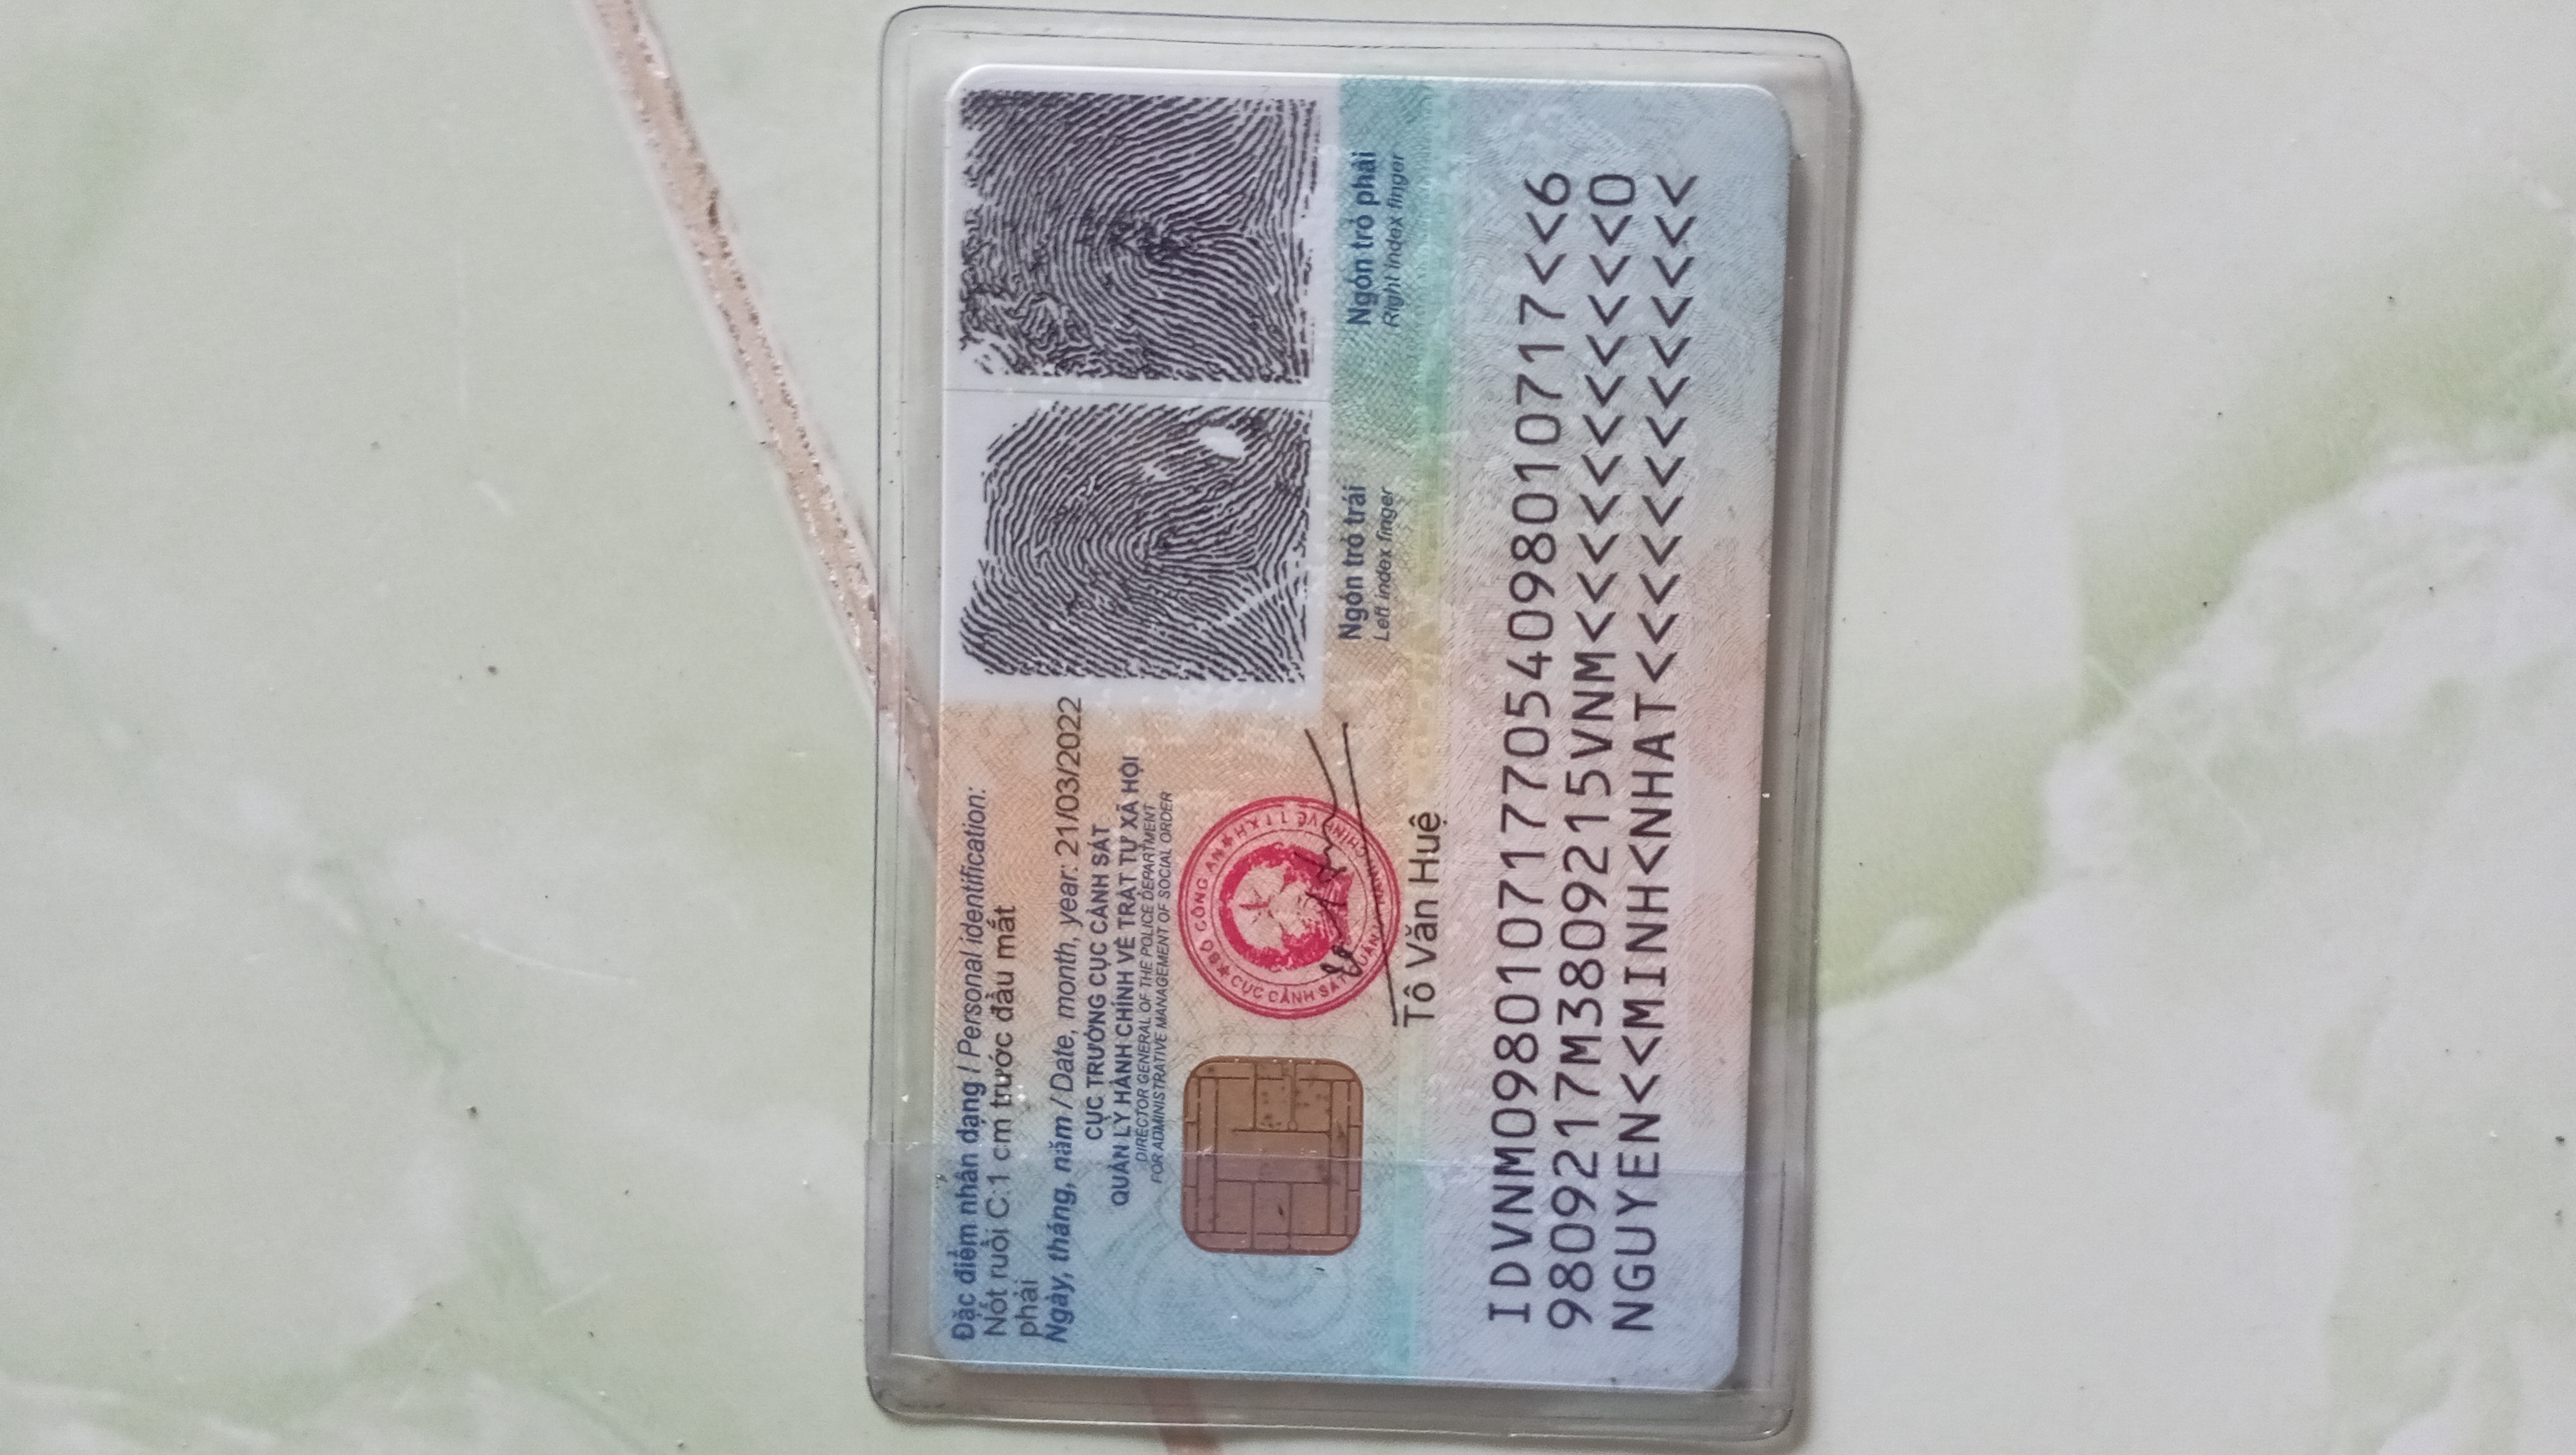 Đặc điểm nhân dạng / Personal identification:
Nốt ruồi C:1 cm trước đầu mắt
phải
Ngày, tháng, năm / Date, month, year: 21/03/2022
CỤC TRƯỞNG CỤC CẢNH SÁT
QUẢN LÝ HÀNH CHÍNH VỀ TRẬT TỰ XÃ HỘI
DIRECTOR GENERAL OF THE POLICE DEPARTMENT
FOR ADMINISTRATIVE MANAGEMENT OF SOCIAL ORDER
BỘ CÔNG AN
CỤC CẢNH SÁT QUẢN LÝ HÀNH CHÍNH VỀ
Tô Văn Huệ
Ngón trỏ trái
Left index finger
Ngón trỏ phải
Right index finger
IDVNM0980107177054098010717<<6
9809217M3809215VNM<<<<<<<<<<<0
NGUYEN<<MINH<NHAT<<<<<<<<<<<<<